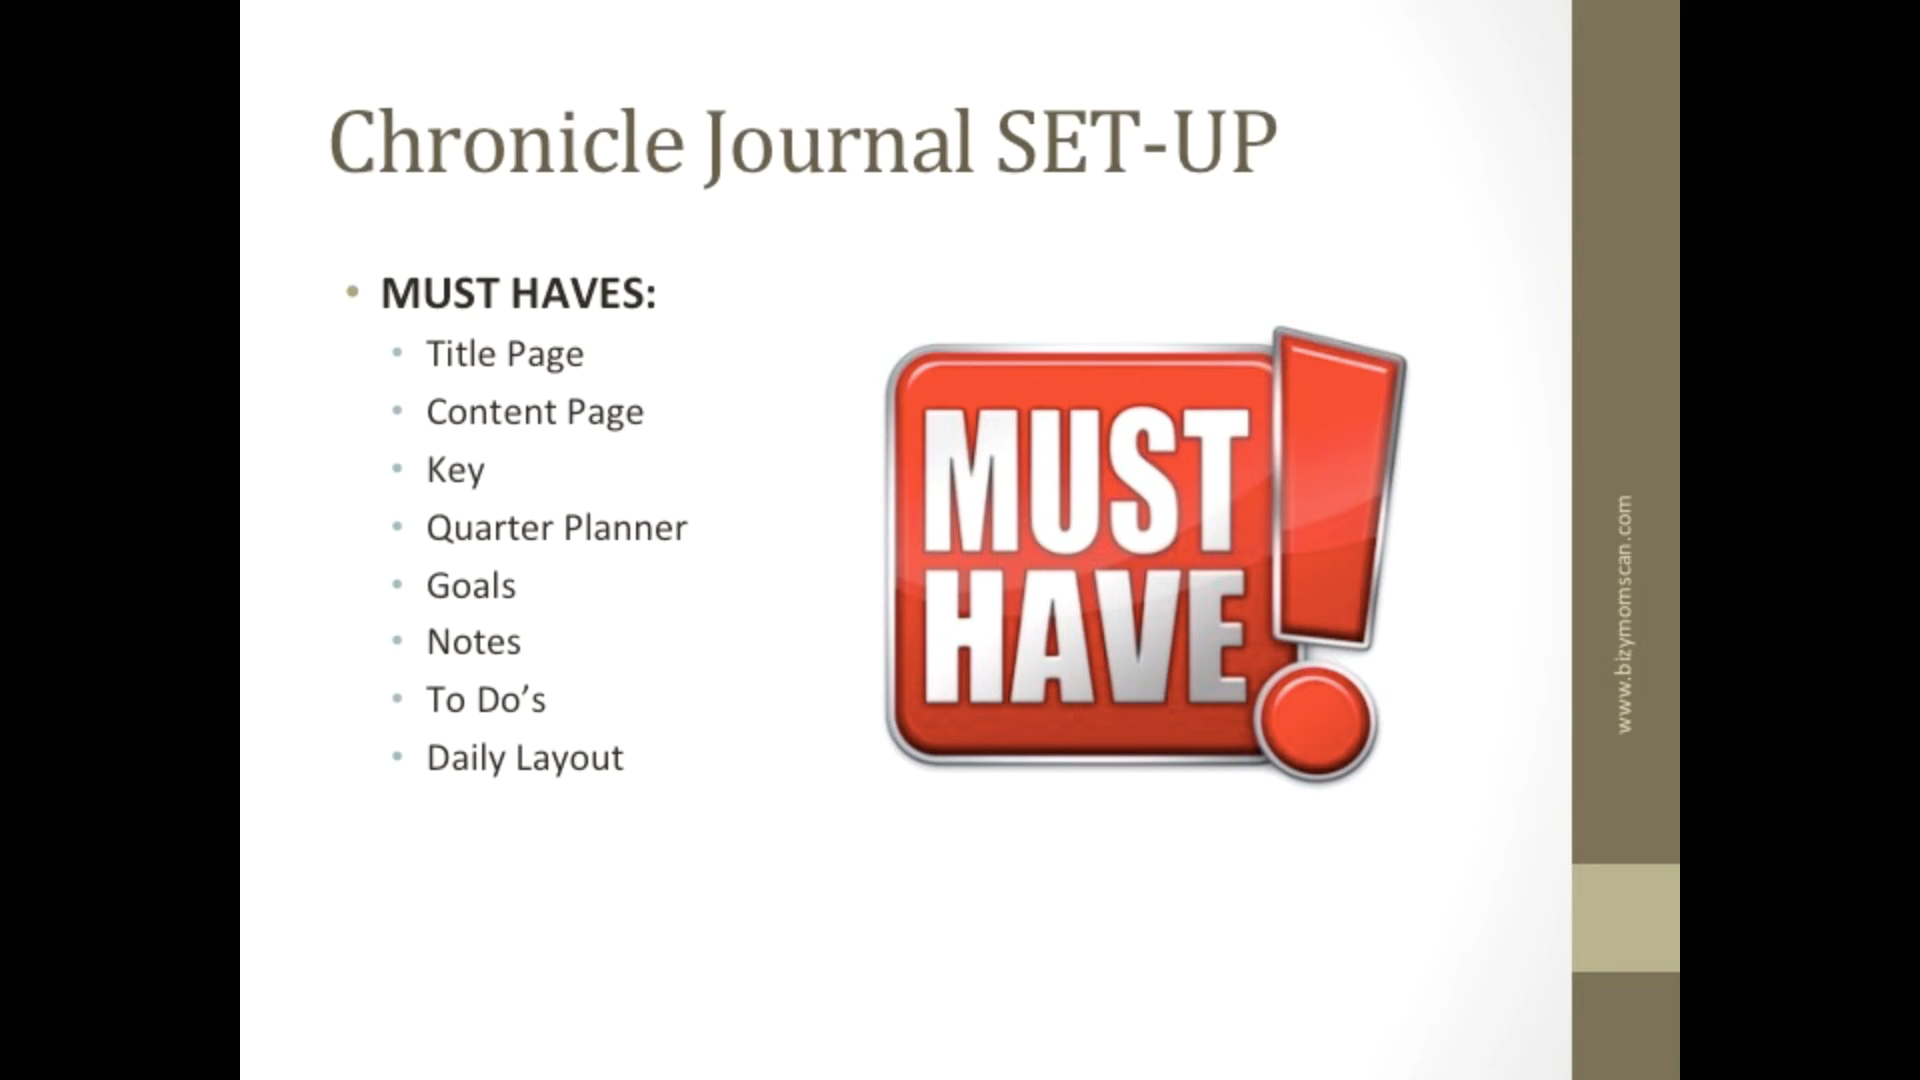 Chronicle Journal SET-UP
• MUST HAVES:
• Title Page
• Content Page
• Key
• Quarter Planner
• Goals
• Notes
• To Do’s
• Daily Layout
MUST
HAVE!
www.bizymomscan.com